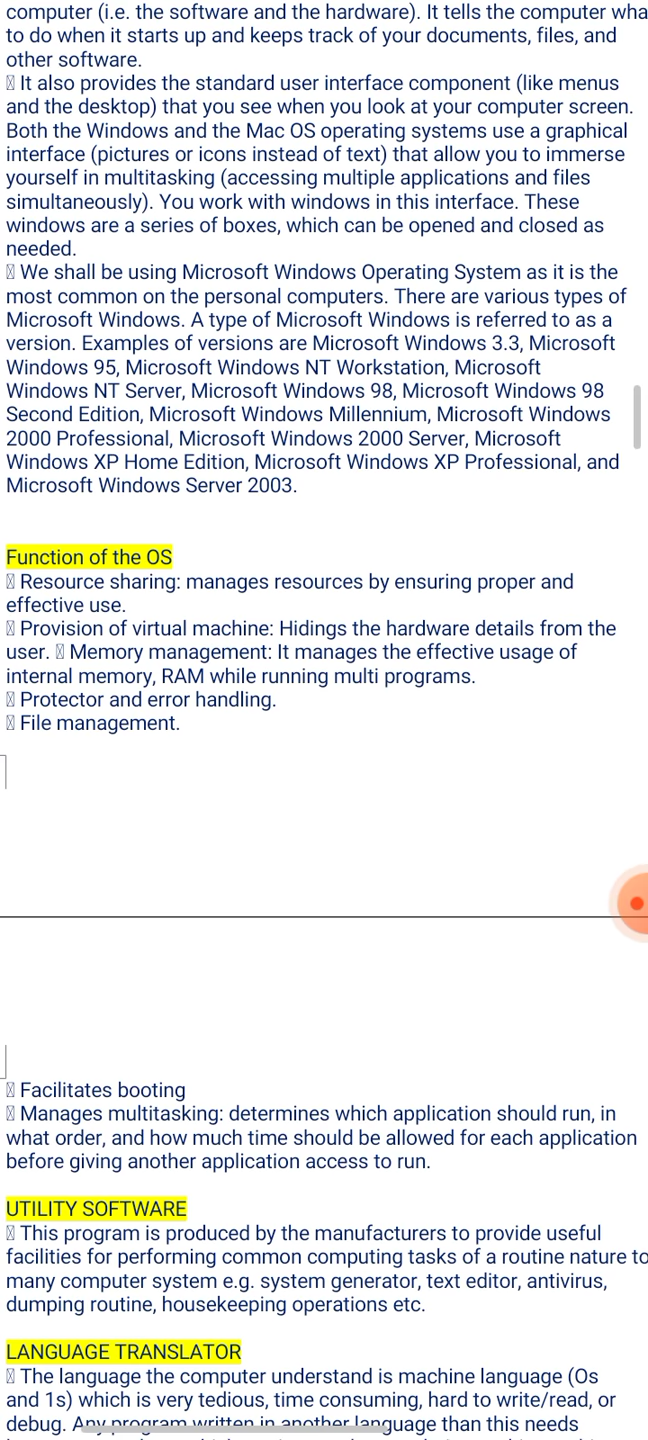 computer (i.e. the software and the hardware). It tells the computer wha
to do when it starts up and keeps track of your documents, files, and
other software.
It also provides the standard user interface component (like menus
and the desktop) that you see when you look at your computer screen.
Both the Windows and the Mac OS operating systems use a graphical
interface (pictures or icons instead of text) that allow you to immerse
yourself in multitasking (accessing multiple applications and files
simultaneously). You work with windows in this interface. These
windows are a series of boxes, which can be opened and closed as
needed.
We shall be using Microsoft Windows Operating System as it is the
most common on the personal computers. There are various types of
Microsoft Windows. A type of Microsoft Windows is referred to as a
version. Examples of versions are Microsoft Windows 3.3, Microsoft
Windows 95, Microsoft Windows NT Workstation, Microsoft
Windows NT Server, Microsoft Windows 98, Microsoft Windows 98
Second Edition, Microsoft Windows Millennium, Microsoft Windows
2000 Professional, Microsoft Windows 2000 Server, Microsoft
Windows XP Home Edition, Microsoft Windows XP Professional, and
Microsoft Windows Server 2003.
Function of the OS
Resource sharing: manages resources by ensuring proper and
effective use.
Provision of virtual machine: Hidings the hardware details from the
user. Memory management: It manages the effective usage of
internal memory, RAM while running multi programs.
Protector and error handling.
File management.
Facilitates booting
Manages multitasking: determines which application should run, in
what order, and how much time should be allowed for each application
before giving another application access to run.
UTILITY SOFTWARE
This program is produced by the manufacturers to provide useful
facilities for performing common computing tasks of a routine nature to
many computer system e.g. system generator, text editor, antivirus,
dumping routine, housekeeping operations etc.
LANGUAGE TRANSLATOR
The language the computer understand is machine language (Os
and 1s) which is very tedious, time consuming, hard to write/read, or
debug. Any program written in another language than this needs